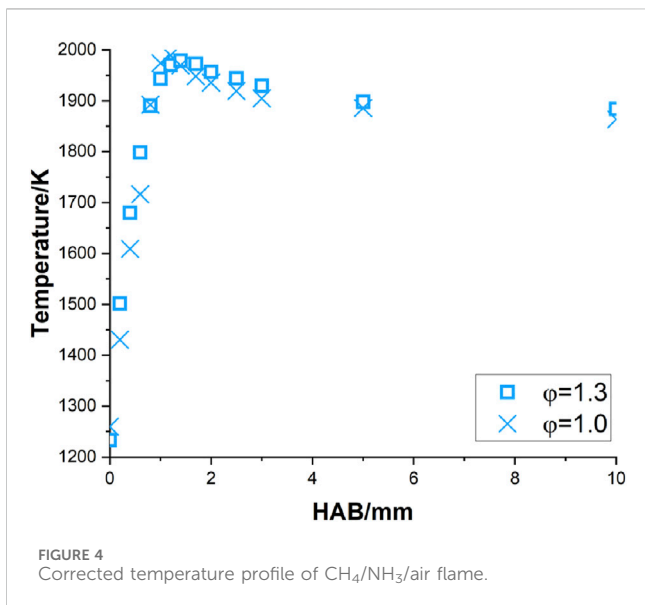 2000
1900
1800
1700
1600
1500
1400
1300
1200
Temperature/K
0
2
4
6
8
10
HAB/mm
φ=1.3
φ=1.0
FIGURE 4
Corrected temperature profile of CH₄/NH₃/air flame.